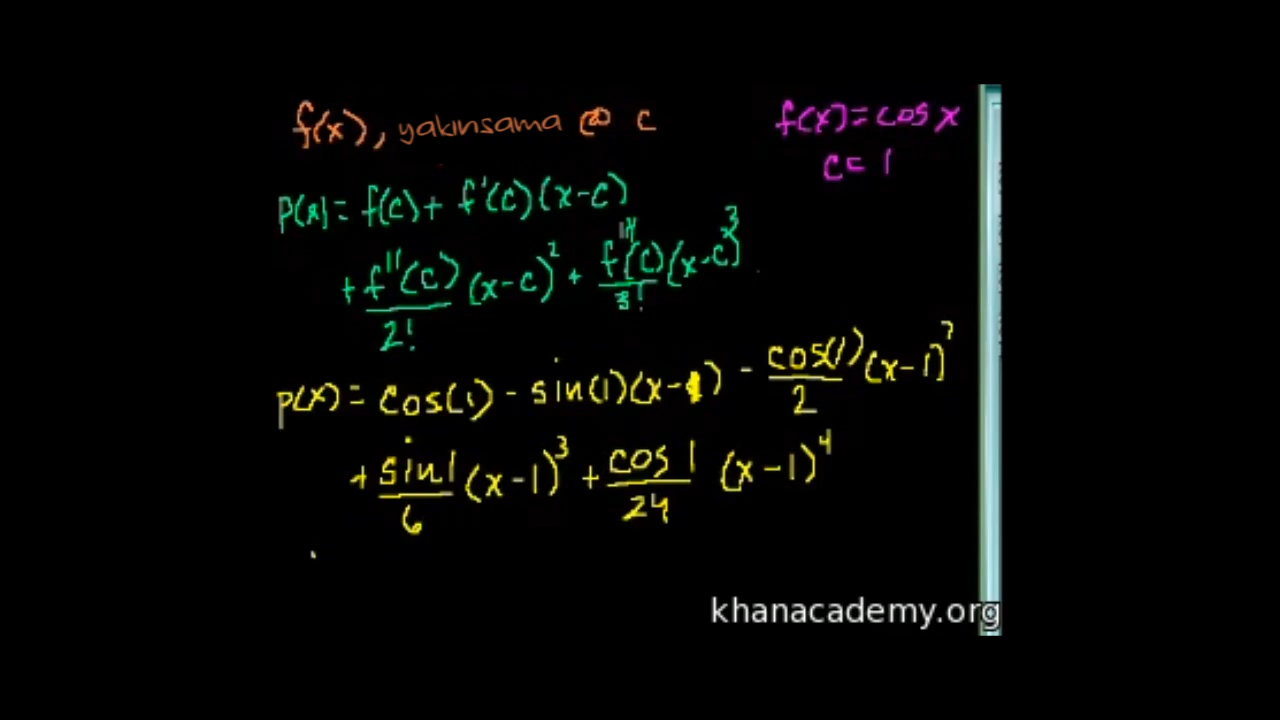 f(x), yakınsama @ c
f(x)=cos x
c= 1
p(x)= f(c)+ f'(c)(x-c)
+ f''(c)/2! (x-c)^2 + f'''(c)/3! (x-c)^3
p(x)= cos(1) - sin(1)(x-1) - cos(1)/2 (x-1)^2
+ sin1/6 (x-1)^3 + cos1/24 (x-1)^4
khanacademy.org